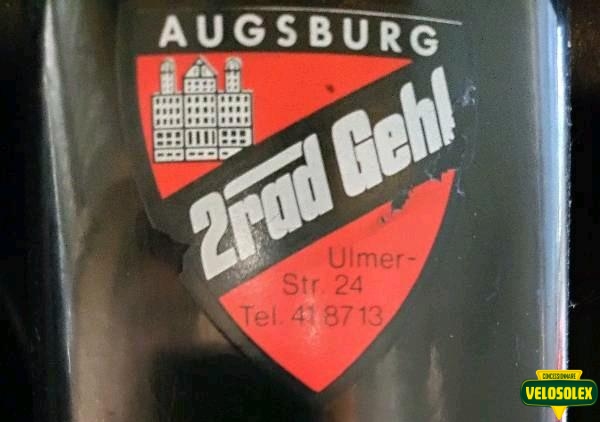 AUGSBURG
2rad Gehl
Ulmer-
Str. 24
Tel. 41 87 13
CONCESSIONNAIRE
VELOSOLEX